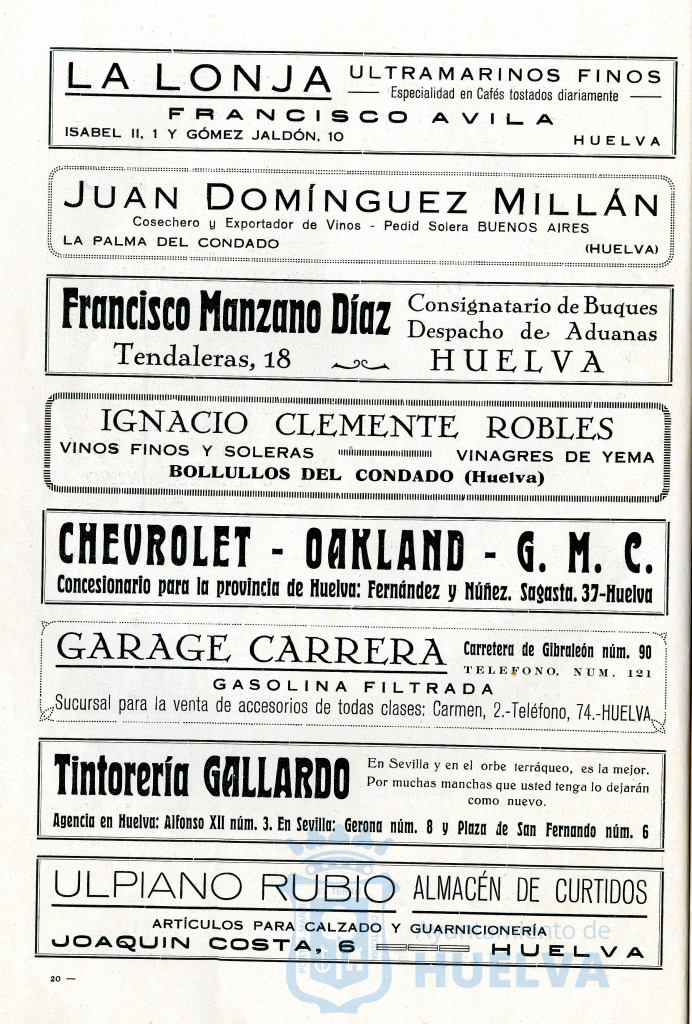 LA LONJA
ULTRAMARINOS FINOS
Especialidad en Cafés tostados diariamente
FRANCISCO AVILA
ISABEL II, 1 Y GÓMEZ JALDÓN, 10
HUELVA
JUAN DOMÍNGUEZ MILLÁN
Cosechero y Exportador de Vinos - Pedid Solera BUENOS AIRES
LA PALMA DEL CONDADO (HUELVA)
Francisco Manzano Díaz
Tendaleras, 18
Consignatario de Buques
Despacho de Aduanas
HUELVA
IGNACIO CLEMENTE ROBLES
VINOS FINOS Y SOLERAS VINAGRES DE YEMA
BOLLULLOS DEL CONDADO (Huelva)
CHEVROLET - OAKLAND - G. M. C.
Concesionario para la provincia de Huelva: Fernández y Núñez. Sagasta. 37-Huelva
GARAGE CARRERA
Carretera de Gibraleón núm. 90
TELEFONO. NUM. 121
GASOLINA FILTRADA
Sucursal para la venta de accesorios de todas clases: Carmen, 2.-Teléfono, 74.-HUELVA
Tintorería GALLARDO
En Sevilla y en el orbe terráqueo, es la mejor.
Por muchas manchas que usted tenga lo dejarán
como nuevo.
Agencia en Huelva: Alfonso XII núm. 3. En Sevilla: Gerona núm. 8 y Plaza de San Fernando núm. 6
ULPIANO RUBIO
ALMACÉN DE CURTIDOS
ARTÍCULOS PARA CALZADO Y GUARNICIONERÍA
JOAQUIN COSTA, 6 HUELVA
Ayuntamiento de
HUELVA
20 —